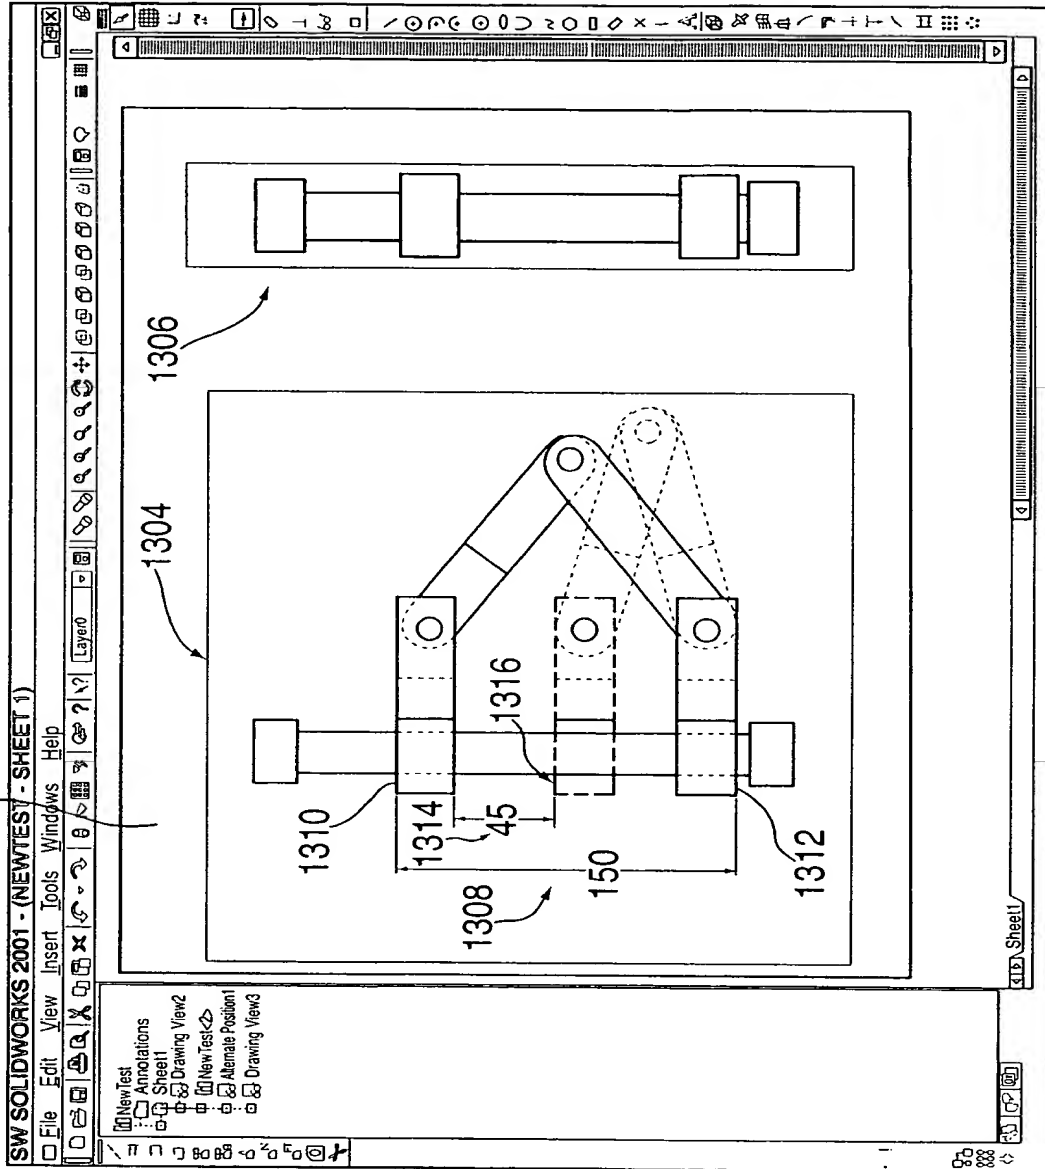 SW SOLIDWORKS 2001 - (NEWTEST - SHEET 1)
File Edit View Insert Tools Windows Help
Layer0
NewTest
Annotations
Sheet1
Drawing View2
NewTest<2>
Alternate Position1
Drawing View3
1304
1306
1310
1314
1316
45
1308
150
1312
Sheet1